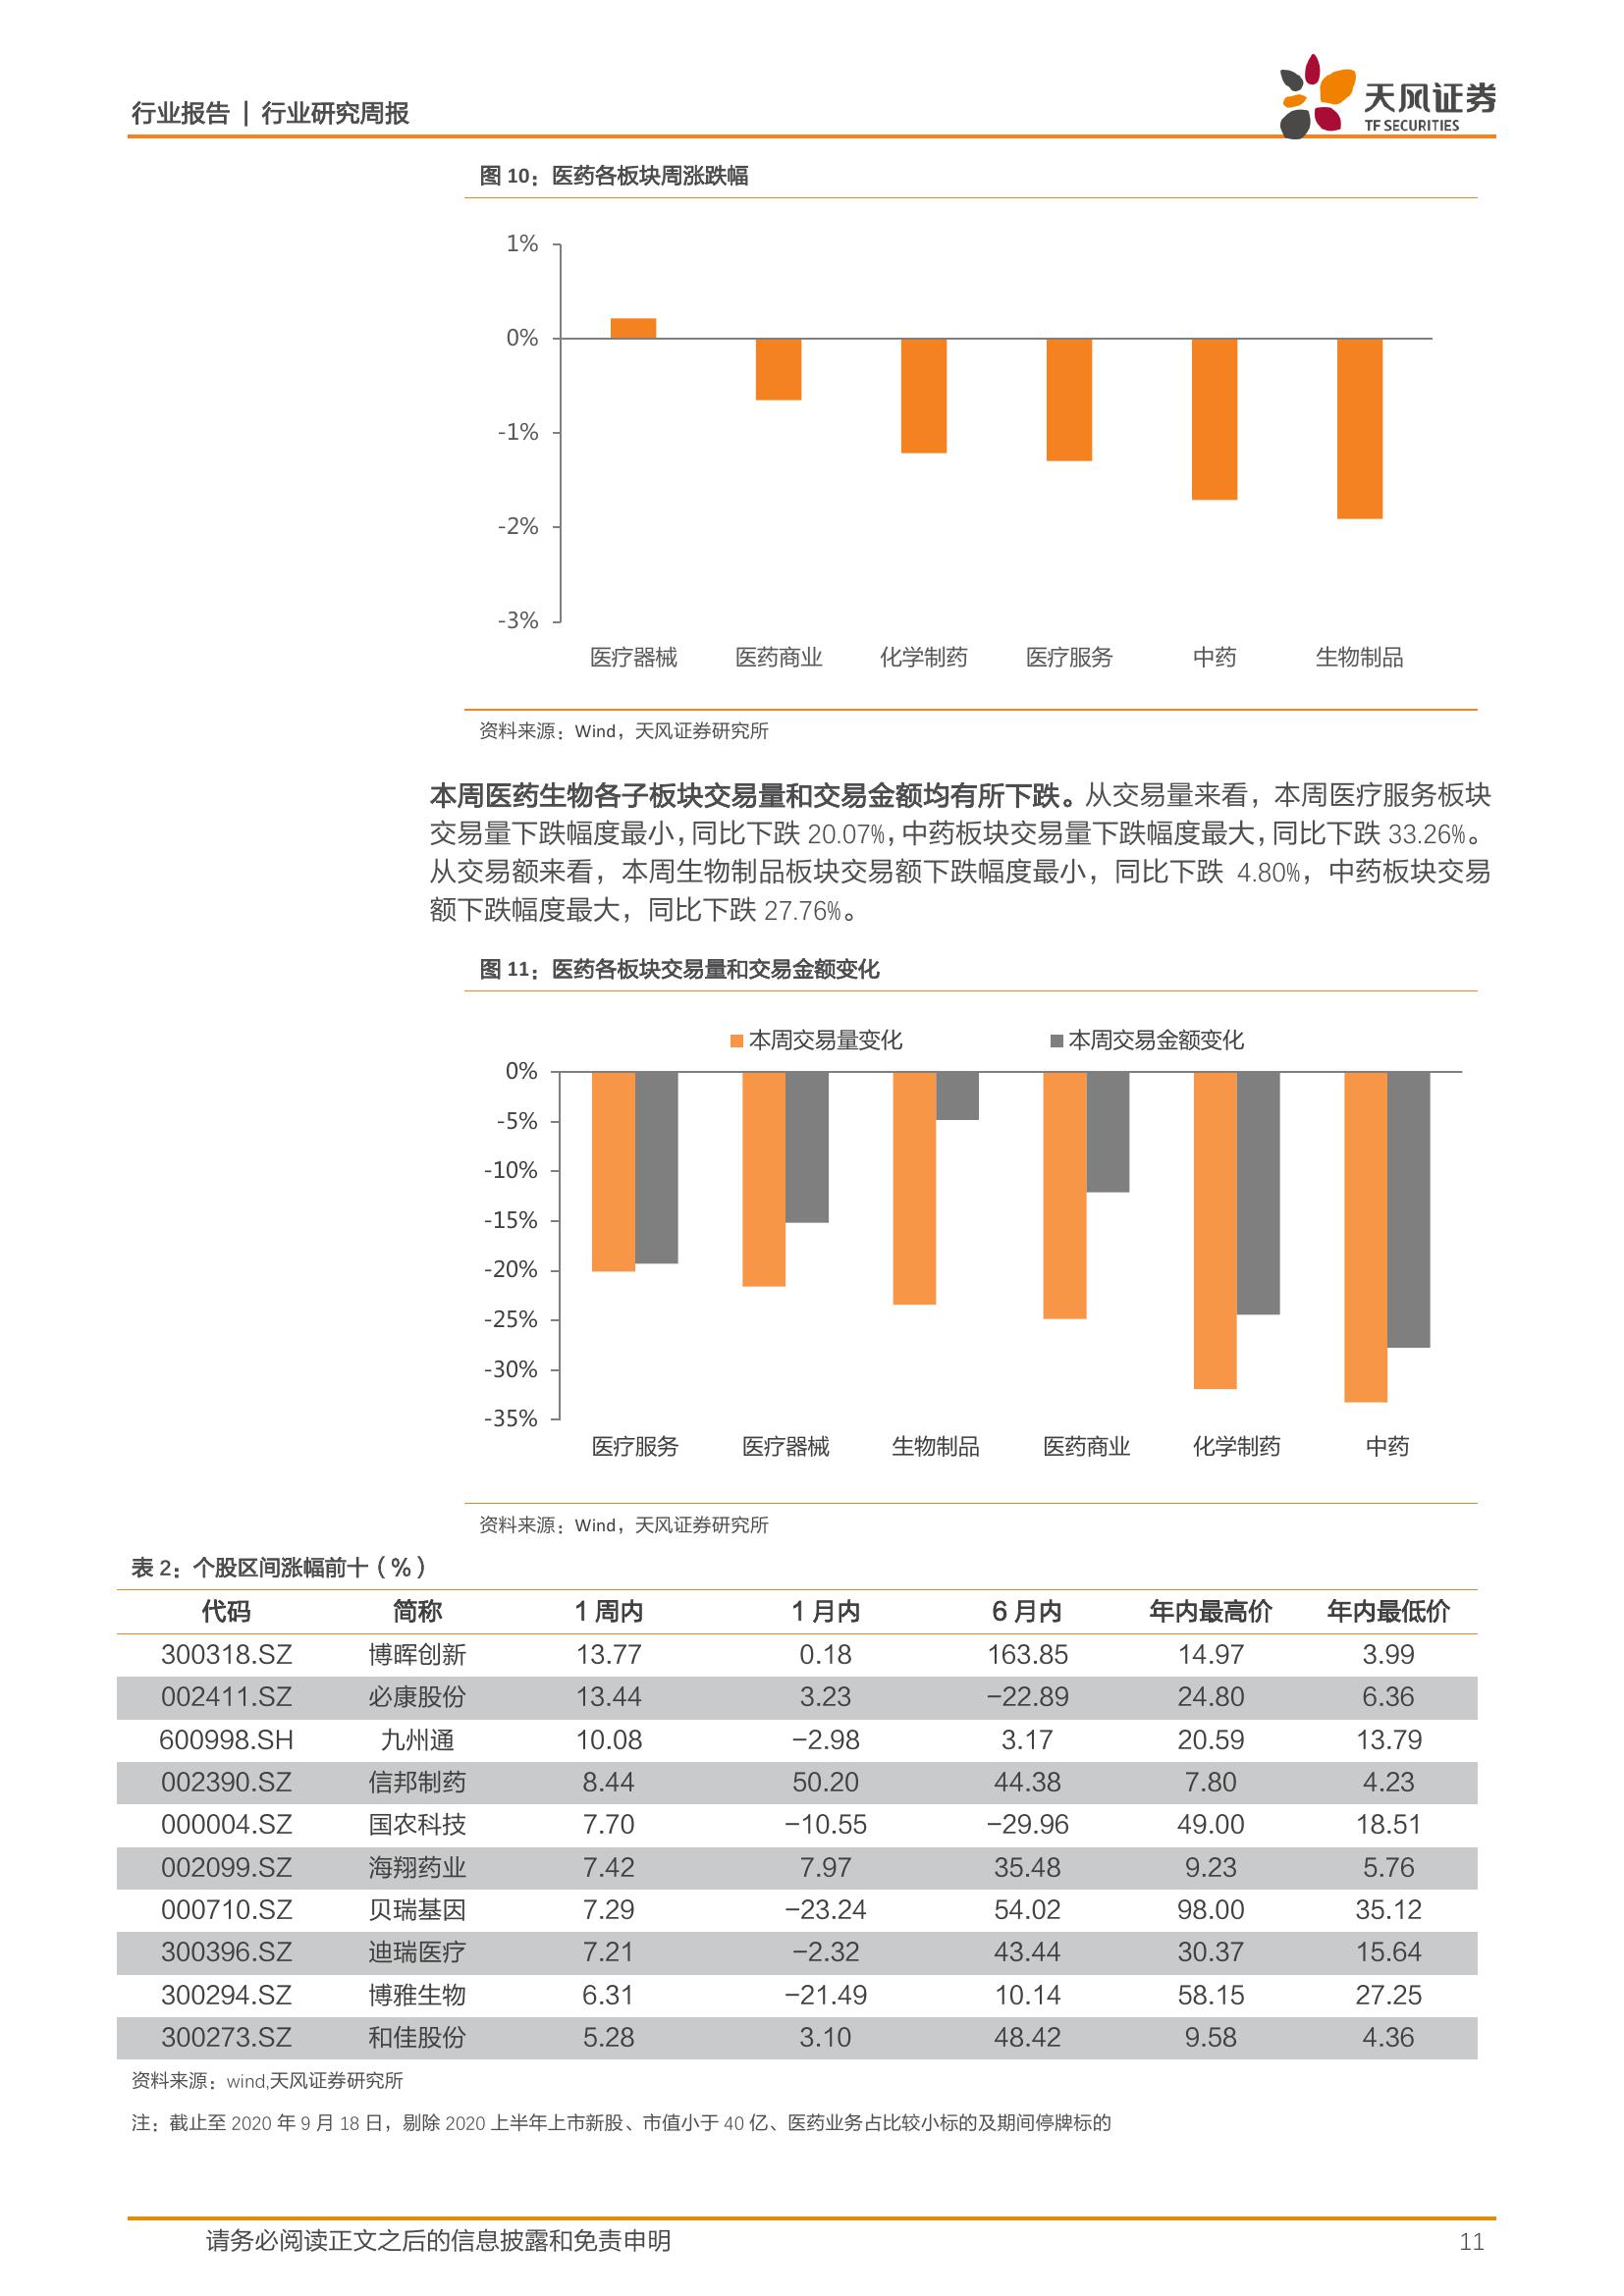 行业报告 | 行业研究周报
天风证券
TF SECURITIES
图 10：医药各板块周涨跌幅
1%
0%
-1%
-2%
-3%
医疗器械 医药商业 化学制药 医疗服务 中药 生物制品
资料来源：Wind，天风证券研究所
本周医药生物各子板块交易量和交易金额均有所下跌。从交易量来看，本周医疗服务板块
交易量下跌幅度最小，同比下跌 20.07%，中药板块交易量下跌幅度最大，同比下跌 33.26%。
从交易额来看，本周生物制品板块交易额下跌幅度最小，同比下跌 4.80%，中药板块交易
额下跌幅度最大，同比下跌 27.76%。
图 11：医药各板块交易量和交易金额变化
本周交易量变化 本周交易金额变化
0%
-5%
-10%
-15%
-20%
-25%
-30%
-35%
医疗服务 医疗器械 生物制品 医药商业 化学制药 中药
资料来源：Wind，天风证券研究所
表 2：个股区间涨幅前十（%）
代码 简称 1 周内 1 月内 6 月内 年内最高价 年内最低价
300318.SZ 博晖创新 13.77 0.18 163.85 14.97 3.99
002411.SZ 必康股份 13.44 3.23 -22.89 24.80 6.36
600998.SH 九州通 10.08 -2.98 3.17 20.59 13.79
002390.SZ 信邦制药 8.44 50.20 44.38 7.80 4.23
000004.SZ 国农科技 7.70 -10.55 -29.96 49.00 18.51
002099.SZ 海翔药业 7.42 7.97 35.48 9.23 5.76
000710.SZ 贝瑞基因 7.29 -23.24 54.02 98.00 35.12
300396.SZ 迪瑞医疗 7.21 -2.32 43.44 30.37 15.64
300294.SZ 博雅生物 6.31 -21.49 10.14 58.15 27.25
300273.SZ 和佳股份 5.28 3.10 48.42 9.58 4.36
资料来源：wind,天风证券研究所
注：截止至 2020 年 9 月 18 日，剔除 2020 上半年上市新股、市值小于 40 亿、医药业务占比较小标的及期间停牌标的
请务必阅读正文之后的信息披露和免责申明 11